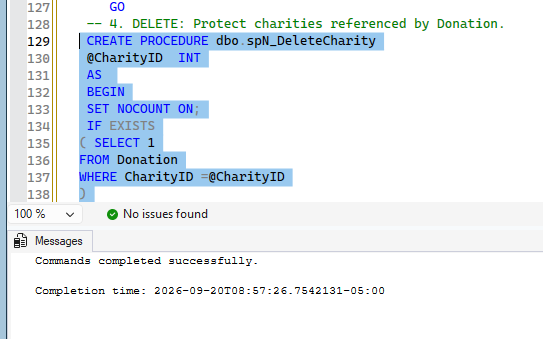 127 GO
128 -- 4. DELETE: Protect charities referenced by Donation.
129 CREATE PROCEDURE dbo.spN_DeleteCharity
130 @CharityID INT
131 AS
132 BEGIN
133 SET NOCOUNT ON;
134 IF EXISTS
135 ( SELECT 1
136 FROM Donation
137 WHERE CharityID =@CharityID
138 )
100 % No issues found
Messages
Commands completed successfully.
Completion time: 2026-09-20T08:57:26.7542131-05:00